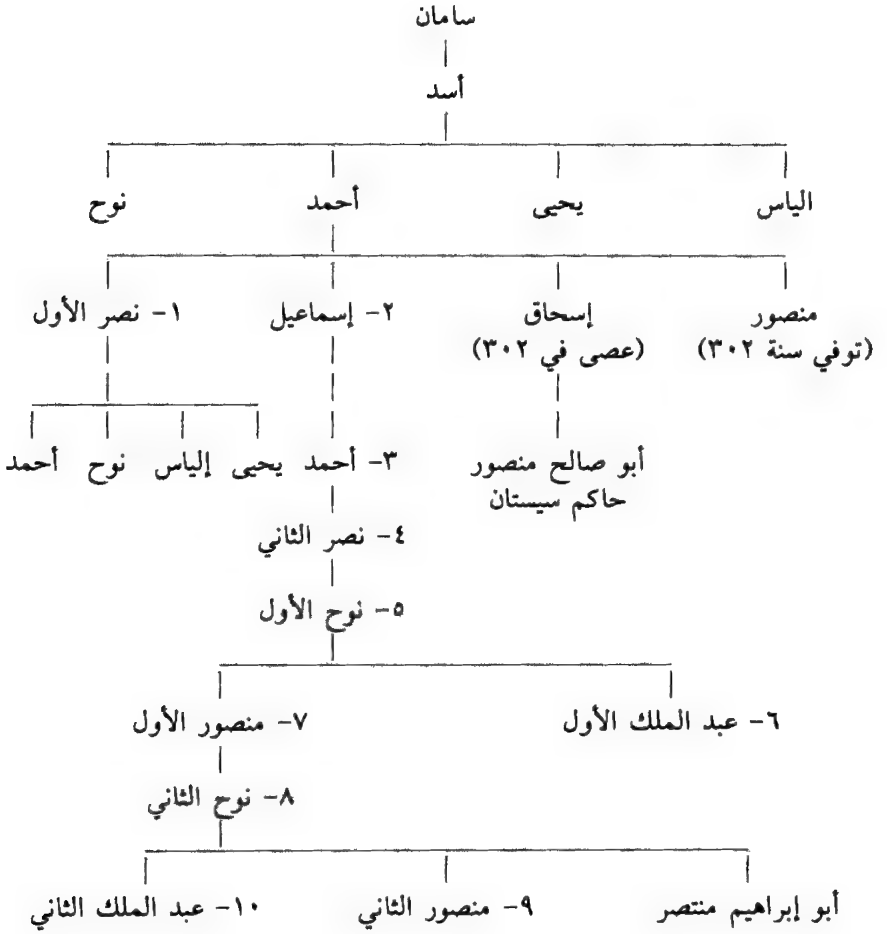 سامان
أسد
الياس يحيى أحمد نوح
منصور إسحاق ٢- إسماعيل ١- نصر الأول
(توفي سنة ٣٠٢) (عصى في ٣٠٢)
أبو صالح منصور ٣- أحمد يحيى إلياس نوح أحمد
حاكم سيستان
٤- نصر الثاني
٥- نوح الأول
٦- عبد الملك الأول ٧- منصور الأول
٨- نوح الثاني
أبو إبراهيم منتصر ٩- منصور الثاني ١٠- عبد الملك الثاني